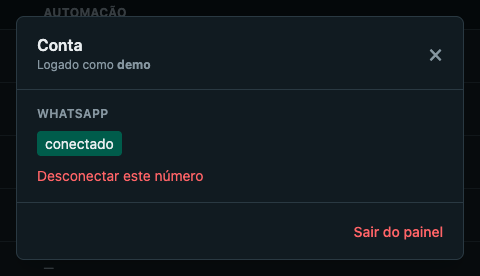 AUTOMAÇÃO
Conta
Logado como demo
WHATSAPP
conectado
Desconectar este número
Sair do painel